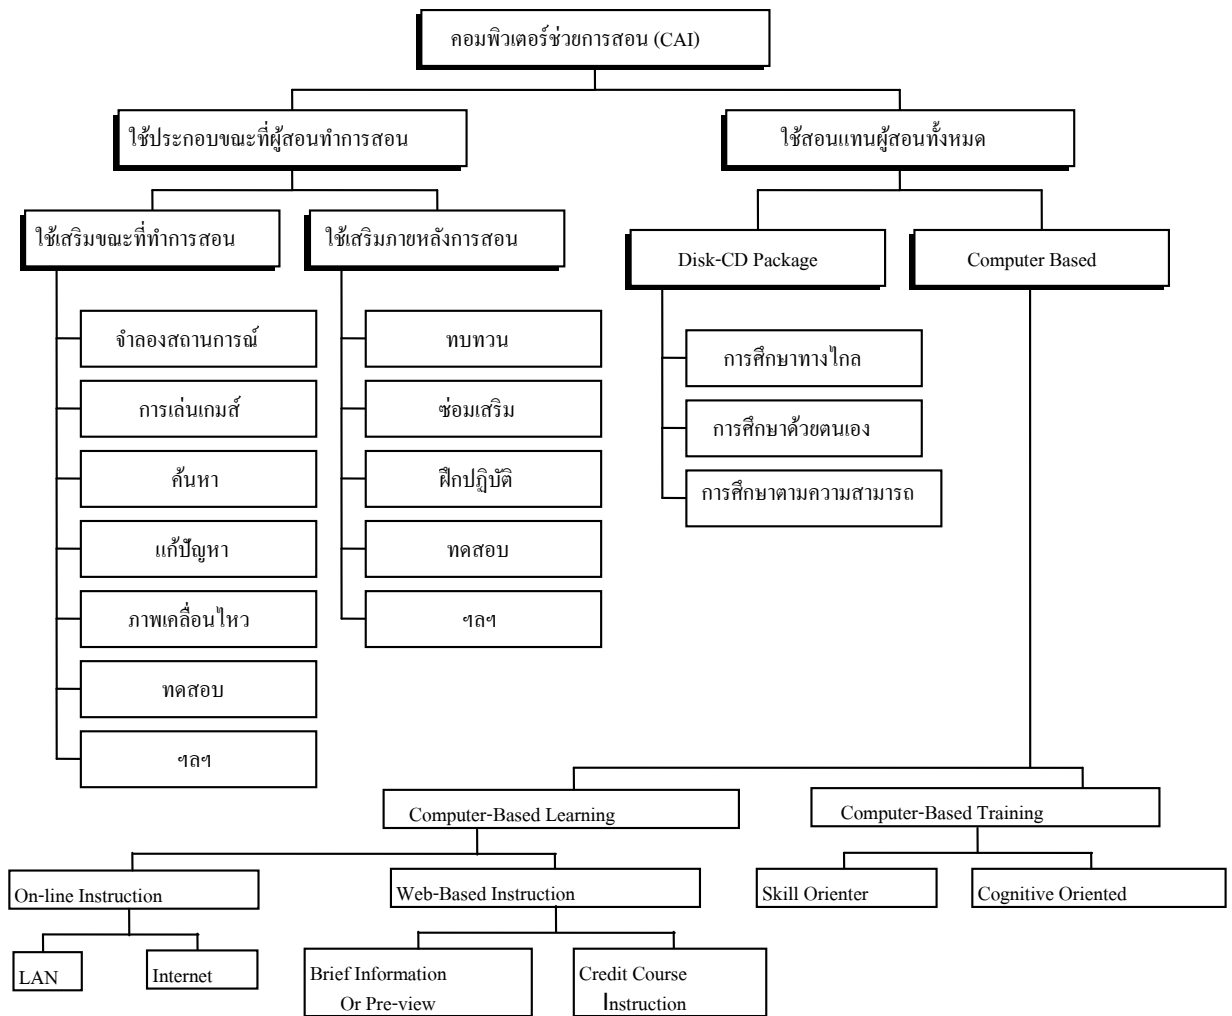 คอมพิวเตอร์ช่วยการสอน (CAI)
ใช้ประกอบขณะที่ผู้สอนทำการสอน
ใช้สอนแทนผู้สอนทั้งหมด
ใช้เสริมขณะที่ทำการสอน
ใช้เสริมภายหลังการสอน
Disk-CD Package
Computer Based
จำลองสถานการณ์
การเล่นเกมส์
ค้นหา
แก้ปัญหา
ภาพเคลื่อนไหว
ทดสอบ
ฯลฯ
ทบทวน
ซ่อมเสริม
ฝึกปฏิบัติ
ทดสอบ
ฯลฯ
การศึกษาทางไกล
การศึกษาด้วยตนเอง
การศึกษาตามความสามารถ
Computer-Based Learning
Computer-Based Training
On-line Instruction
Web-Based Instruction
Skill Orienter
Cognitive Oriented
LAN
Internet
Brief Information
Or Pre-view
Credit Course
Instruction